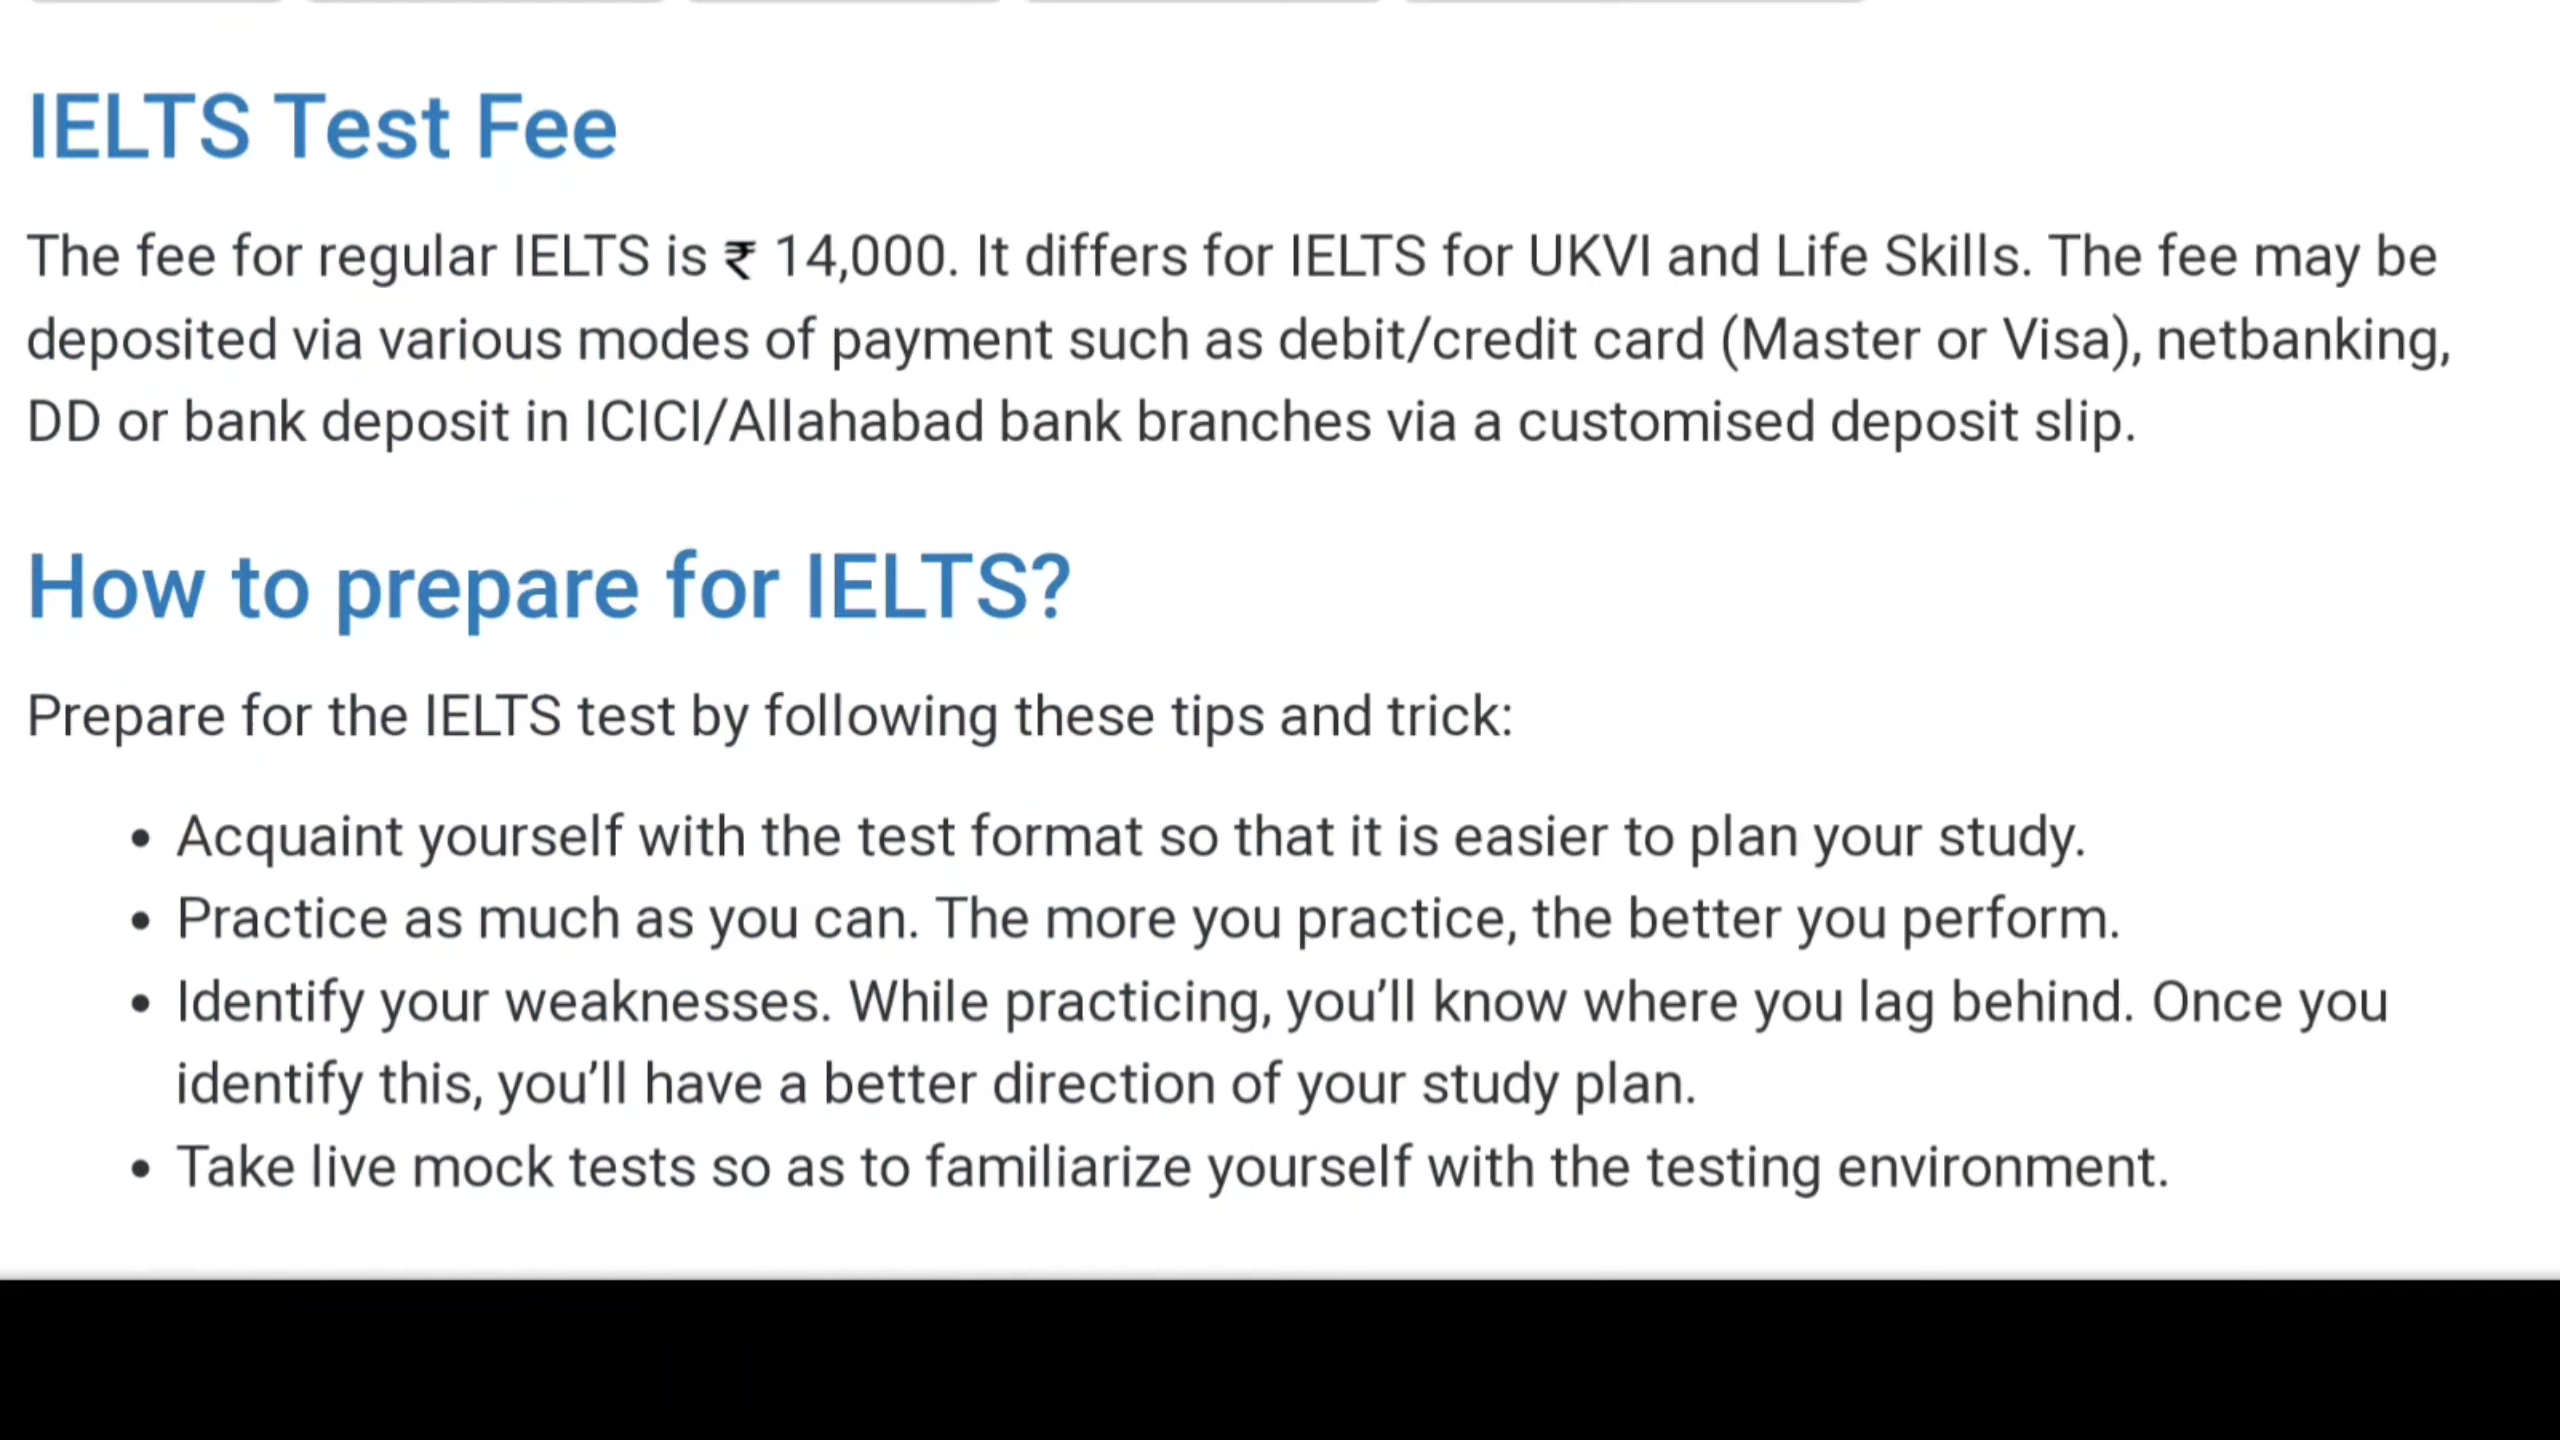 IELTS Test Fee
The fee for regular IELTS is ₹ 14,000. It differs for IELTS for UKVI and Life Skills. The fee may be
deposited via various modes of payment such as debit/credit card (Master or Visa), netbanking,
DD or bank deposit in ICICI/Allahabad bank branches via a customised deposit slip.
How to prepare for IELTS?
Prepare for the IELTS test by following these tips and trick:
• Acquaint yourself with the test format so that it is easier to plan your study.
• Practice as much as you can. The more you practice, the better you perform.
• Identify your weaknesses. While practicing, you’ll know where you lag behind. Once you
identify this, you’ll have a better direction of your study plan.
• Take live mock tests so as to familiarize yourself with the testing environment.